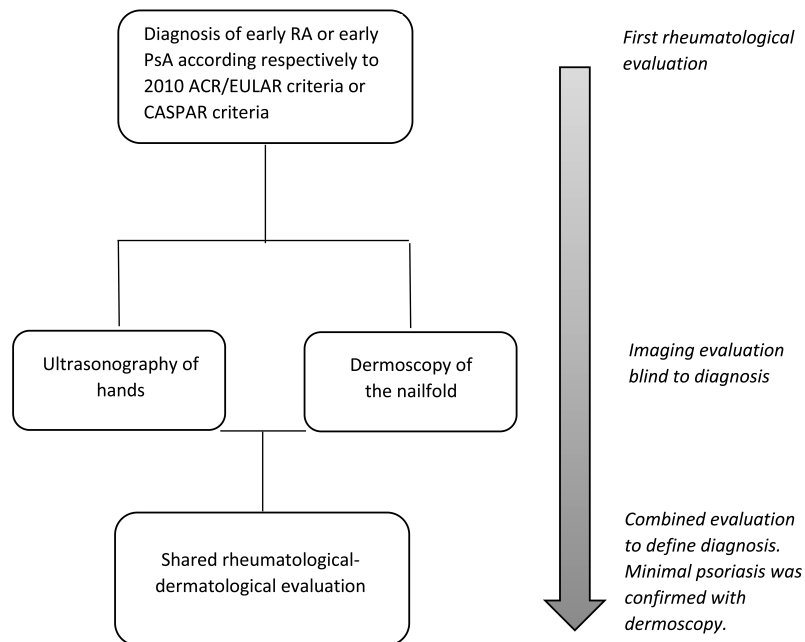 Diagnosis of early RA or early
PsA according respectively to
2010 ACR/EULAR criteria or
CASPAR criteria
First rheumatological
evaluation
Ultrasonography of
hands
Dermoscopy of
the nailfold
Imaging evaluation
blind to diagnosis
Shared rheumatological-
dermatological evaluation
Combined evaluation
to define diagnosis.
Minimal psoriasis was
confirmed with
dermoscopy.